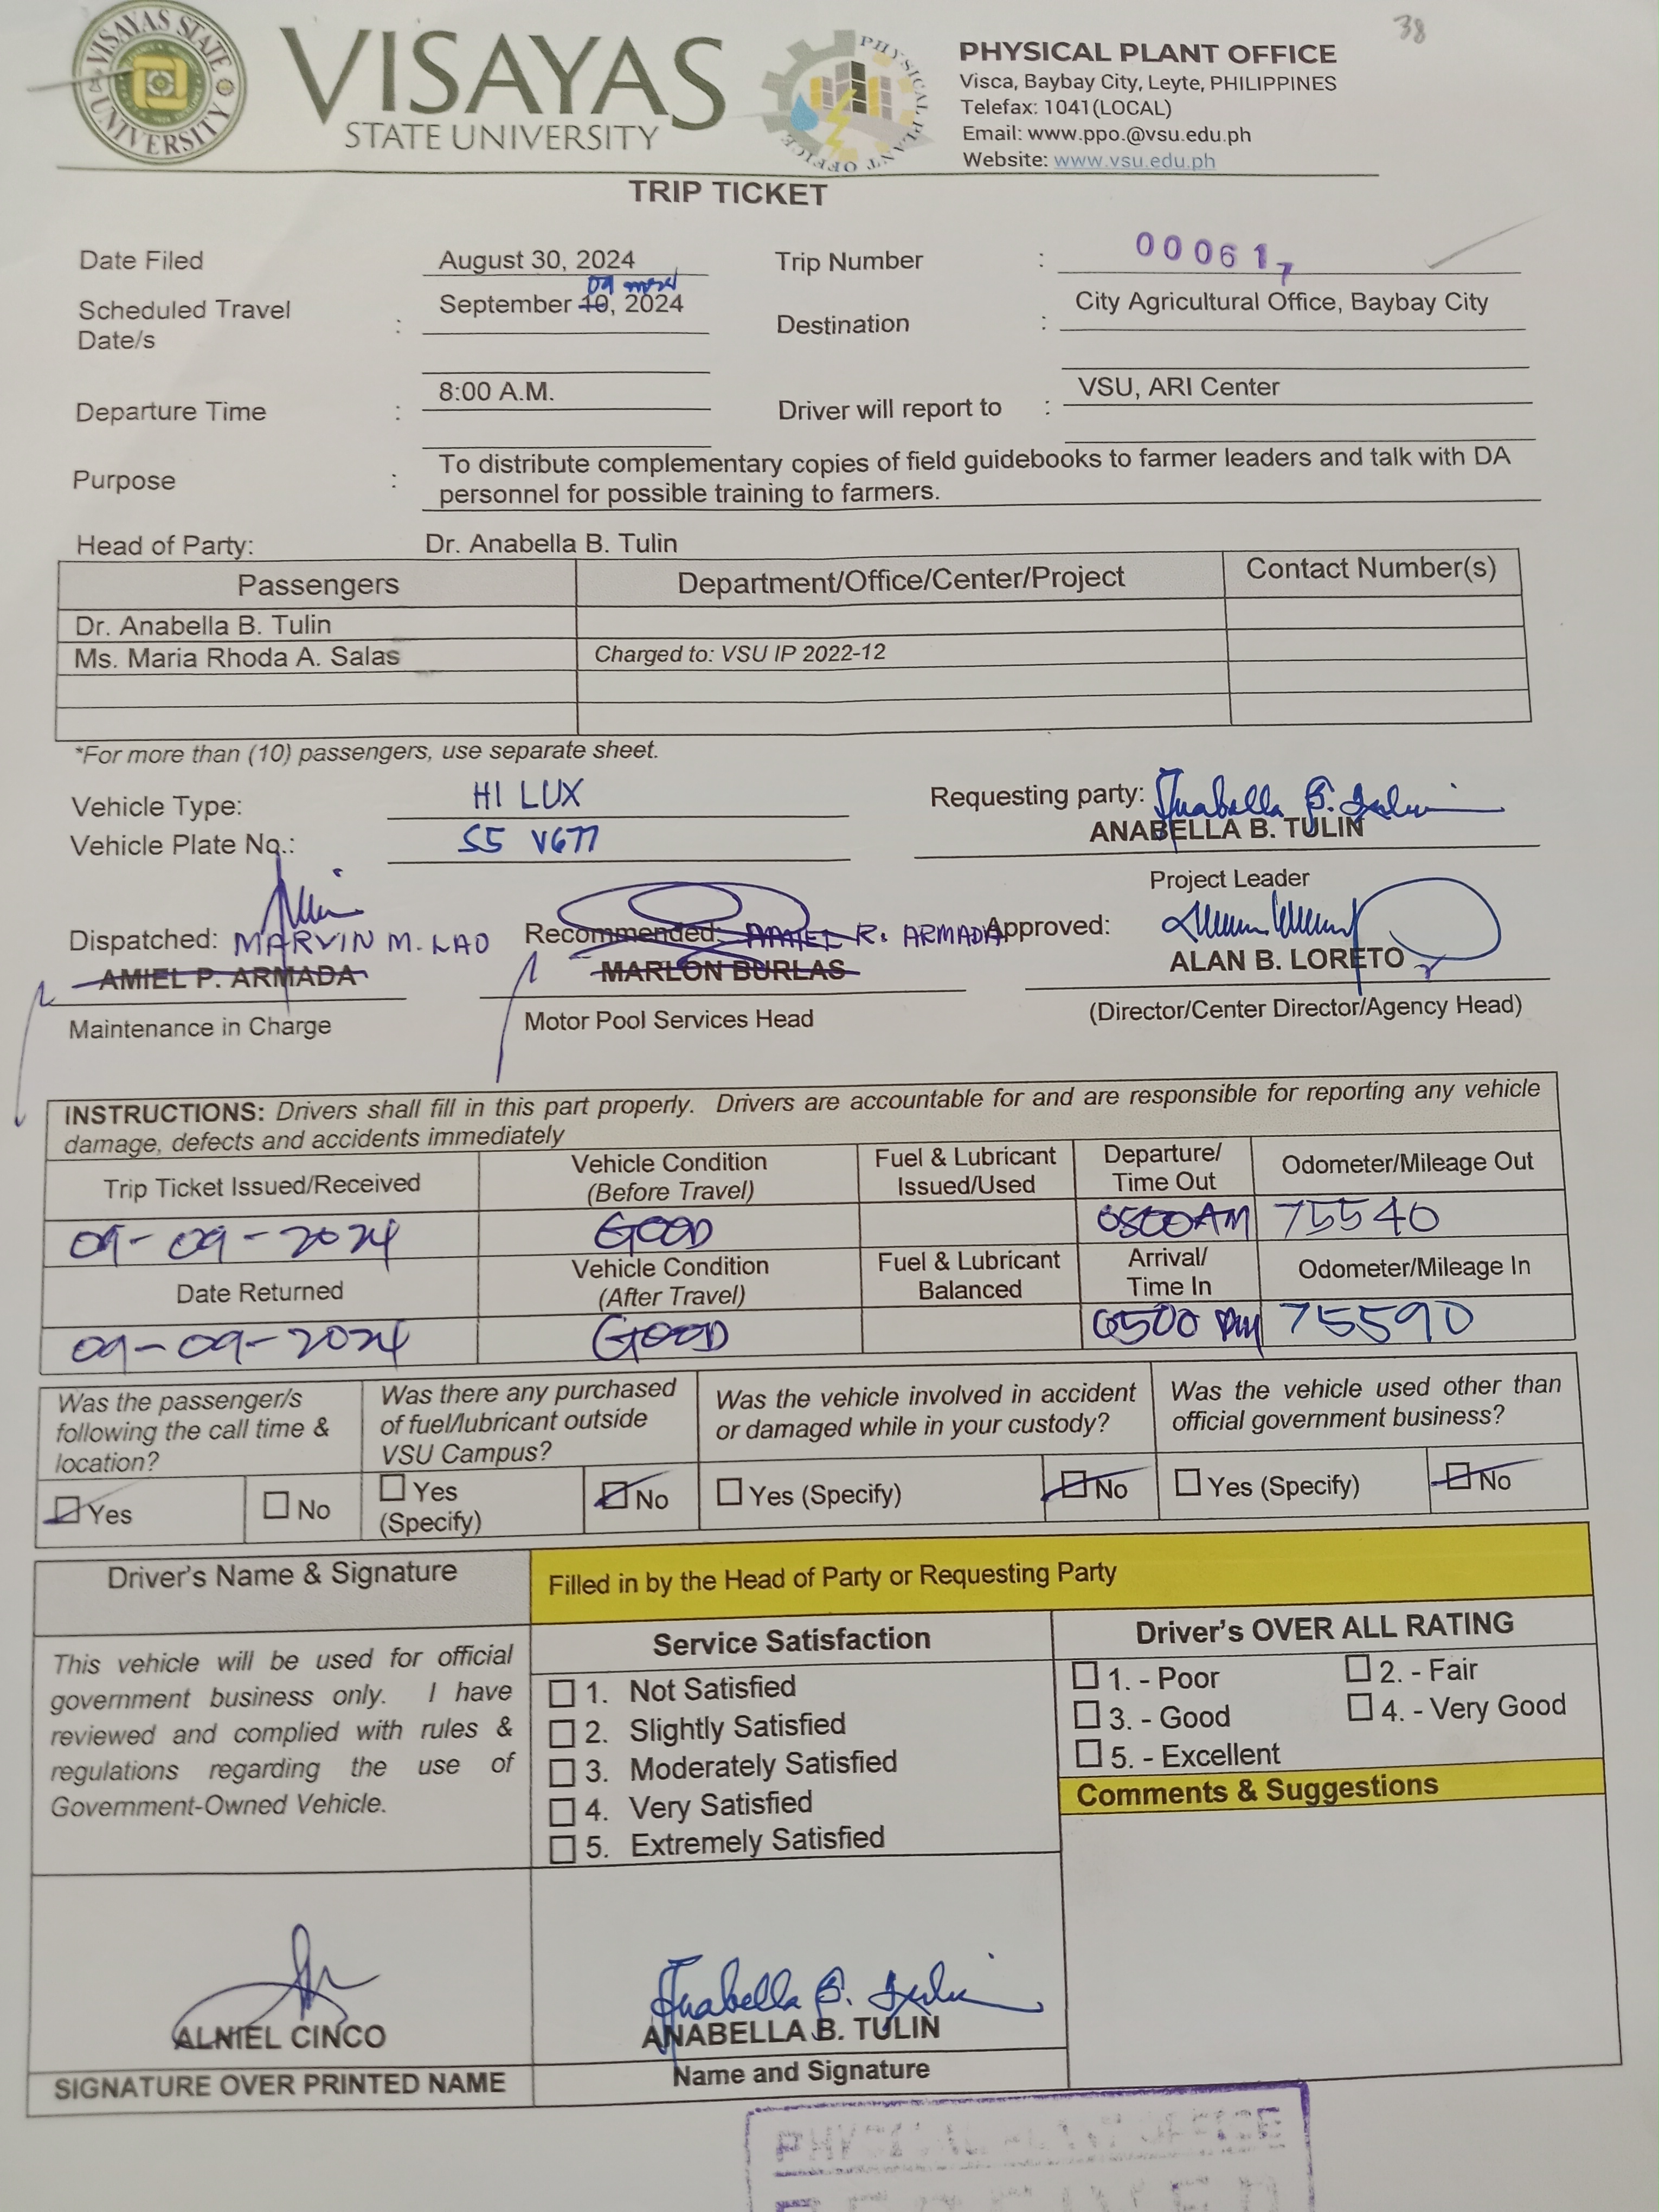 38
VISAYAS STATE UNIVERSITY
VISAYAS
STATE UNIVERSITY
PHYSICAL PLANT OFFICE
PHYSICAL PLANT OFFICE
Visca, Baybay City, Leyte, PHILIPPINES
Telefax: 1041(LOCAL)
Email: www.ppo.@vsu.edu.ph
Website: www.vsu.edu.ph
TRIP TICKET
Date Filed August 30, 2024 Trip Number : 000617
09
Scheduled Travel Date/s : September 10, 2024 Destination : City Agricultural Office, Baybay City
Departure Time : 8:00 A.M. Driver will report to : VSU, ARI Center
Purpose : To distribute complementary copies of field guidebooks to farmer leaders and talk with DA
personnel for possible training to farmers.
Head of Party: Dr. Anabella B. Tulin
Passengers Department/Office/Center/Project Contact Number(s)
Dr. Anabella B. Tulin
Ms. Maria Rhoda A. Salas Charged to: VSU IP 2022-12
*For more than (10) passengers, use separate sheet.
Vehicle Type: HI LUX Requesting party: Anabella B. Tulin
Vehicle Plate No.: S5 V677 ANABELLA B. TULIN
Project Leader
Dispatched: MARVIN M. LAO Recommended: R. ARMADA Approved:
AMIEL P. ARMADA MARLON BURLAS ALAN B. LORETO
Maintenance in Charge Motor Pool Services Head (Director/Center Director/Agency Head)
INSTRUCTIONS: Drivers shall fill in this part properly. Drivers are accountable for and are responsible for reporting any vehicle
damage, defects and accidents immediately
Trip Ticket Issued/Received Vehicle Condition (Before Travel) Fuel & Lubricant Issued/Used Departure/ Time Out Odometer/Mileage Out
09-09-2024 GOOD 0800AM 75540
Date Returned Vehicle Condition (After Travel) Fuel & Lubricant Balanced Arrival/ Time In Odometer/Mileage In
09-09-2024 GOOD 0500 PM 75590
Was the passenger/s following the call time & location? Was there any purchased of fuel/lubricant outside VSU Campus? Was the vehicle involved in accident or damaged while in your custody? Was the vehicle used other than official government business?
Yes No Yes (Specify) No Yes (Specify) No Yes (Specify) No
Driver's Name & Signature Filled in by the Head of Party or Requesting Party
Service Satisfaction Driver's OVER ALL RATING
This vehicle will be used for official
government business only. I have
reviewed and complied with rules &
regulations regarding the use of
Government-Owned Vehicle.
1. Not Satisfied
2. Slightly Satisfied
3. Moderately Satisfied
4. Very Satisfied
5. Extremely Satisfied
1. - Poor 2. - Fair
3. - Good 4. - Very Good
5. - Excellent
Comments & Suggestions
Anabella B. Tulin
ALNIEL CINCO ANABELLA B. TULIN
SIGNATURE OVER PRINTED NAME Name and Signature